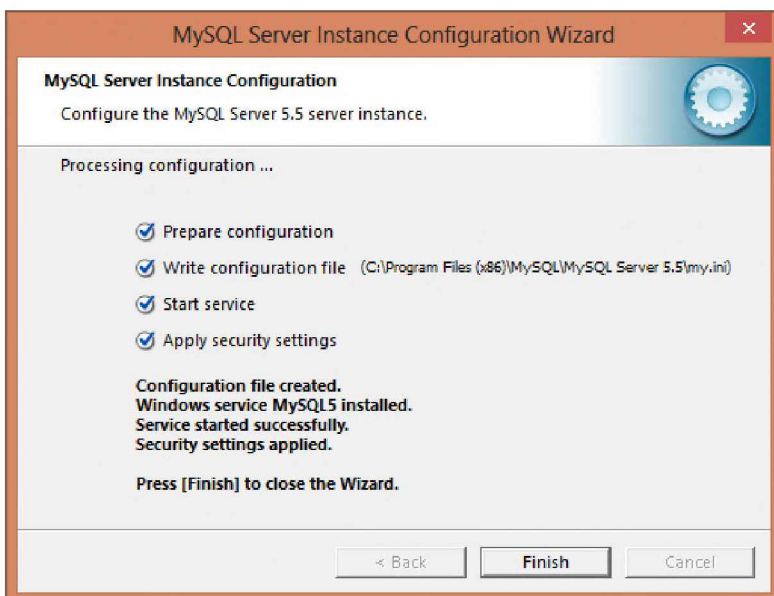 MySQL Server Instance Configuration Wizard
MySQL Server Instance Configuration
Configure the MySQL Server 5.5 server instance.
Processing configuration ...
Prepare configuration
Write configuration file (C:\Program Files (x86)\MySQL\MySQL Server 5.5\my.ini)
Start service
Apply security settings
Configuration file created.
Windows service MySQL5 installed.
Service started successfully.
Security settings applied.
Press [Finish] to close the Wizard.
< Back Finish Cancel